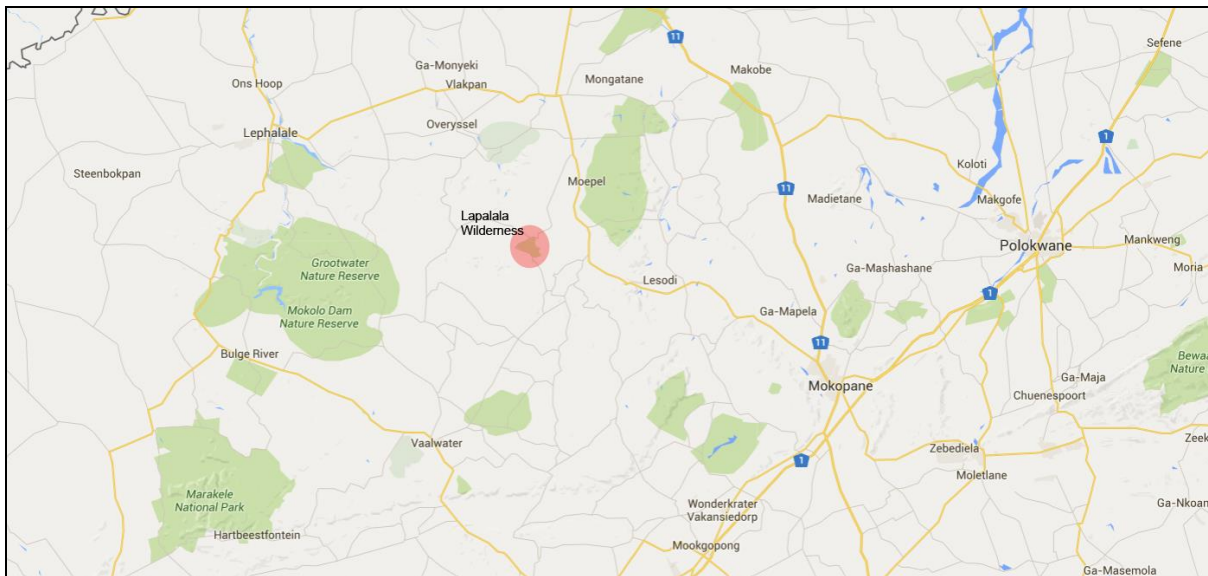 11
Sefene
Ga-Monyeki
Vlakpan
Mongatane
Makobe
Ons Hoop
Overyssel
Lephalale
1
Steenbokpan
Moepel
11
Koloti
Madietane
Makgofe
Lapalala
Wilderness
Polokwane
Mankweng
Grootwater
Nature Reserve
Lesodi
Ga-Mashashane
Moria
1
Mokolo Dam
Nature Reserve
Ga-Mapela
11
Bulge River
Mokopane
Ga-Maja
Chuenespoort
Nature
Vaalwater
Zebediela
1
Moletlane
Marakele
National Park
Wonderkrater
Vakansiedorp
Hartbeestfontein
Mookgopong
Ga-Masemola